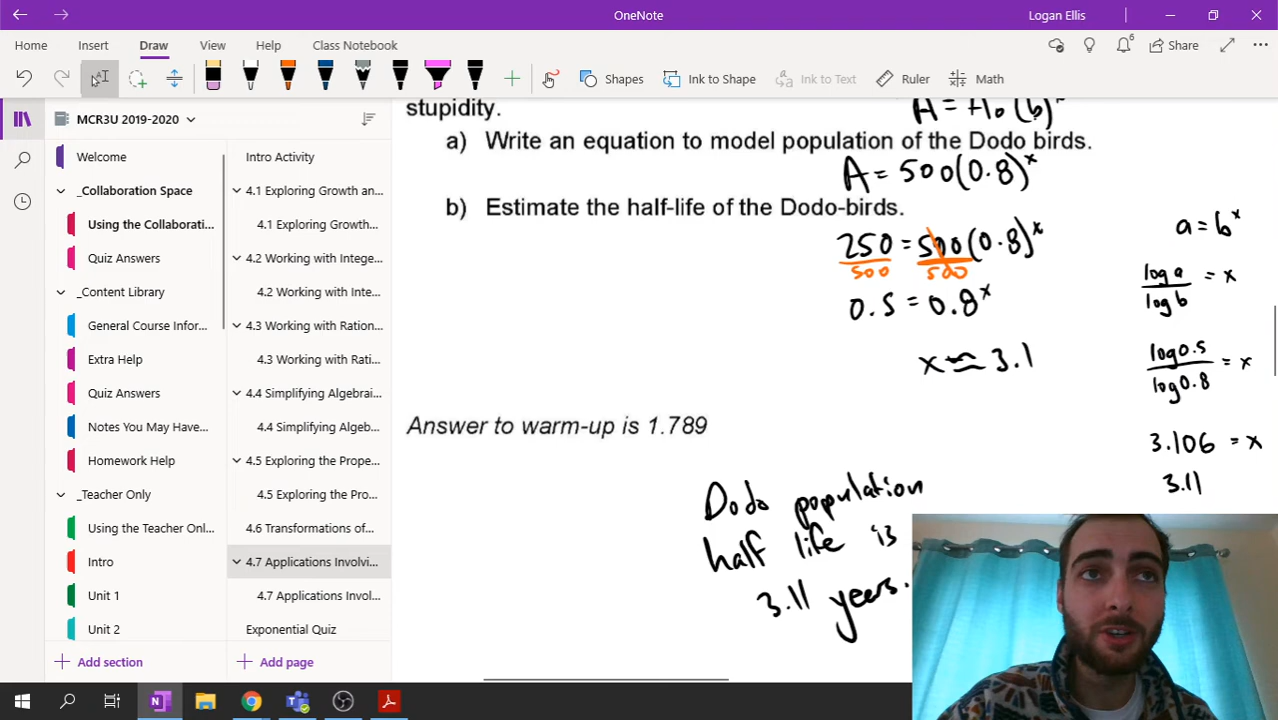 OneNote
Logan Ellis
Home
Insert
Draw
View
Help
Class Notebook
6
Share
Shapes
Ink to Shape
Ink to Text
Ruler
Math
MCR3U 2019-2020
Welcome
_Collaboration Space
Using the Collaborati...
Quiz Answers
_Content Library
General Course Infor...
Extra Help
Quiz Answers
Notes You May Have...
Homework Help
_Teacher Only
Using the Teacher Onl...
Intro
Unit 1
Unit 2
Add section
Intro Activity
4.1 Exploring Growth an...
4.1 Exploring Growth...
4.2 Working with Intege...
4.2 Working with Inte...
4.3 Working with Ration...
4.3 Working with Rati...
4.4 Simplifying Algebrai...
4.4 Simplifying Algeb...
4.5 Exploring the Prope...
4.5 Exploring the Pro...
4.6 Transformations of...
4.7 Applications Involvi...
4.7 Applications Invol...
Exponential Quiz
Add page
stupidity.
A = A₀(b)ˣ
a) Write an equation to model population of the Dodo birds.
A = 500(0.8)ˣ
b) Estimate the half-life of the Dodo-birds.
250 = 500(0.8)ˣ
500 500
0.5 = 0.8ˣ
x ≈ 3.1
a = bˣ
log a
log b = x
log 0.5
log 0.8 = x
3.106 = x
3.11
Answer to warm-up is 1.789
Dodo population
half life is
3.11 years.